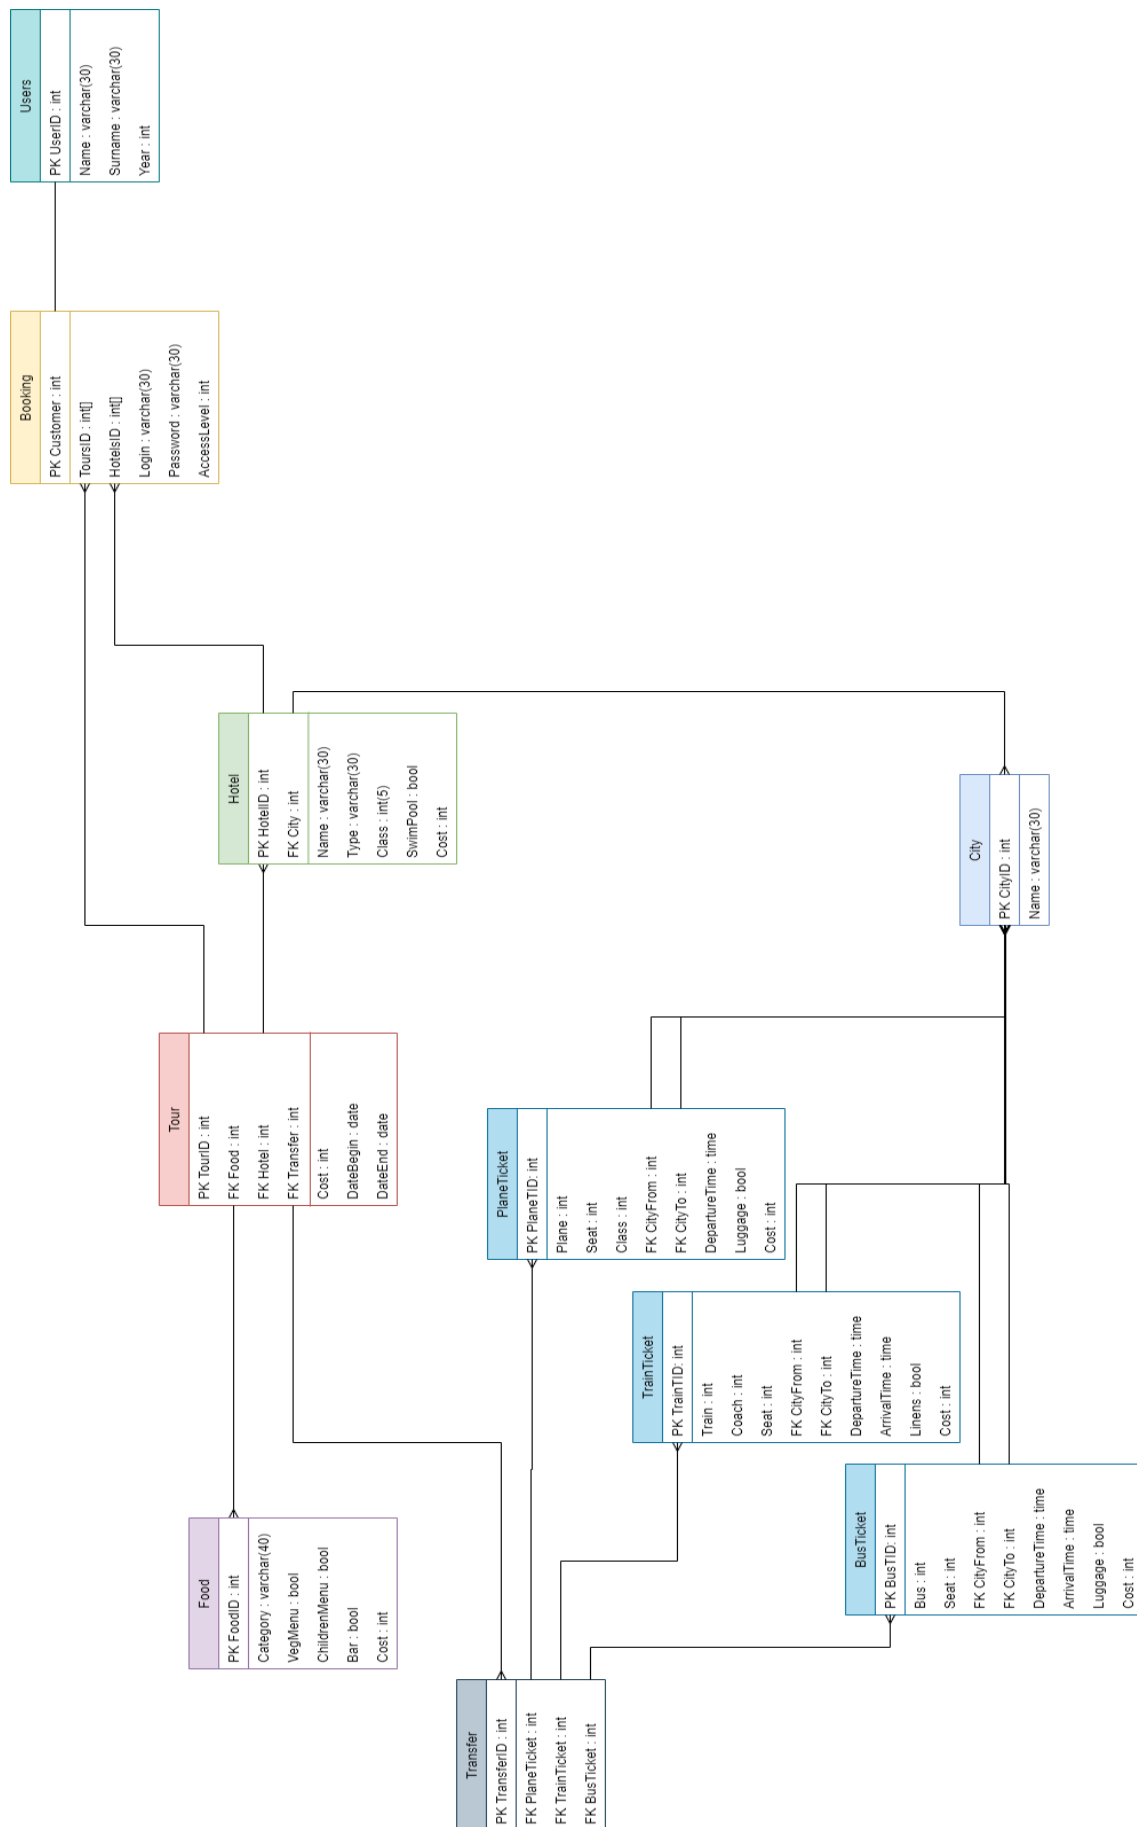 Users
PK UserID : int
Name : varchar(30)
Surname : varchar(30)
Year : int
Booking
PK Customer : int
ToursID : int[]
HotelsID : int[]
Login : varchar(30)
Password : varchar(30)
AccessLevel : int
Hotel
PK HotelID : int
FK City : int
Name : varchar(30)
Type : varchar(30)
Class : int(5)
SwimPool : bool
Cost : int
City
PK CityID : int
Name : varchar(30)
Tour
PK TourID : int
FK Food : int
FK Hotel : int
FK Transfer : int
Cost : int
DateBegin : date
DateEnd : date
PlaneTicket
PK PlaneTID: int
Plane : int
Seat : int
Class : int
FK CityFrom : int
FK CityTo : int
DepartureTime : time
Luggage : bool
Cost : int
TrainTicket
PK TrainTID: int
Train : int
Coach : int
Seat : int
FK CityFrom : int
FK CityTo : int
DepartureTime : time
ArrivalTime : time
Linens : bool
Cost : int
BusTicket
PK BusTID: int
Bus : int
Seat : int
FK CityFrom : int
FK CityTo : int
DepartureTime : time
ArrivalTime : time
Luggage : bool
Cost : int
Food
PK FoodID : int
Category : varchar(40)
VegMenu : bool
ChildrenMenu : bool
Bar : bool
Cost : int
Transfer
PK TransferID : int
FK PlaneTicket : int
FK TrainTicket : int
FK BusTicket : int